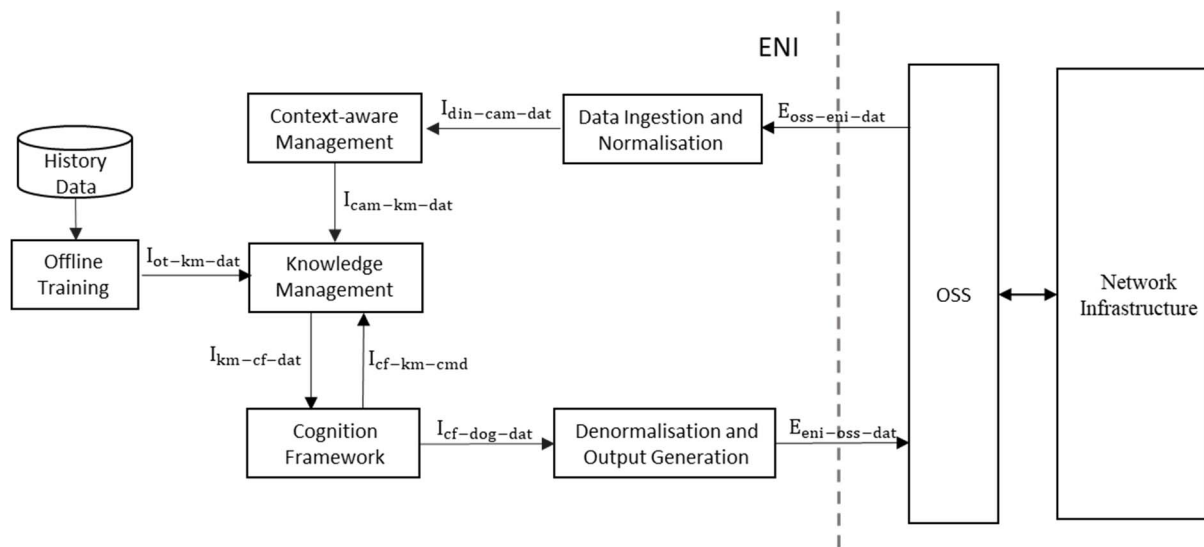 ENI
Context-aware
Management
I_din−cam−dat
Data Ingestion and
Normalisation
E_oss−eni−dat
History
Data
I_cam−km−dat
Offline
Training
I_ot−km−dat
Knowledge
Management
OSS
Network
Infrastructure
I_km−cf−dat
I_cf−km−cmd
Cognition
Framework
I_cf−dog−dat
Denormalisation and
Output Generation
E_eni−oss−dat